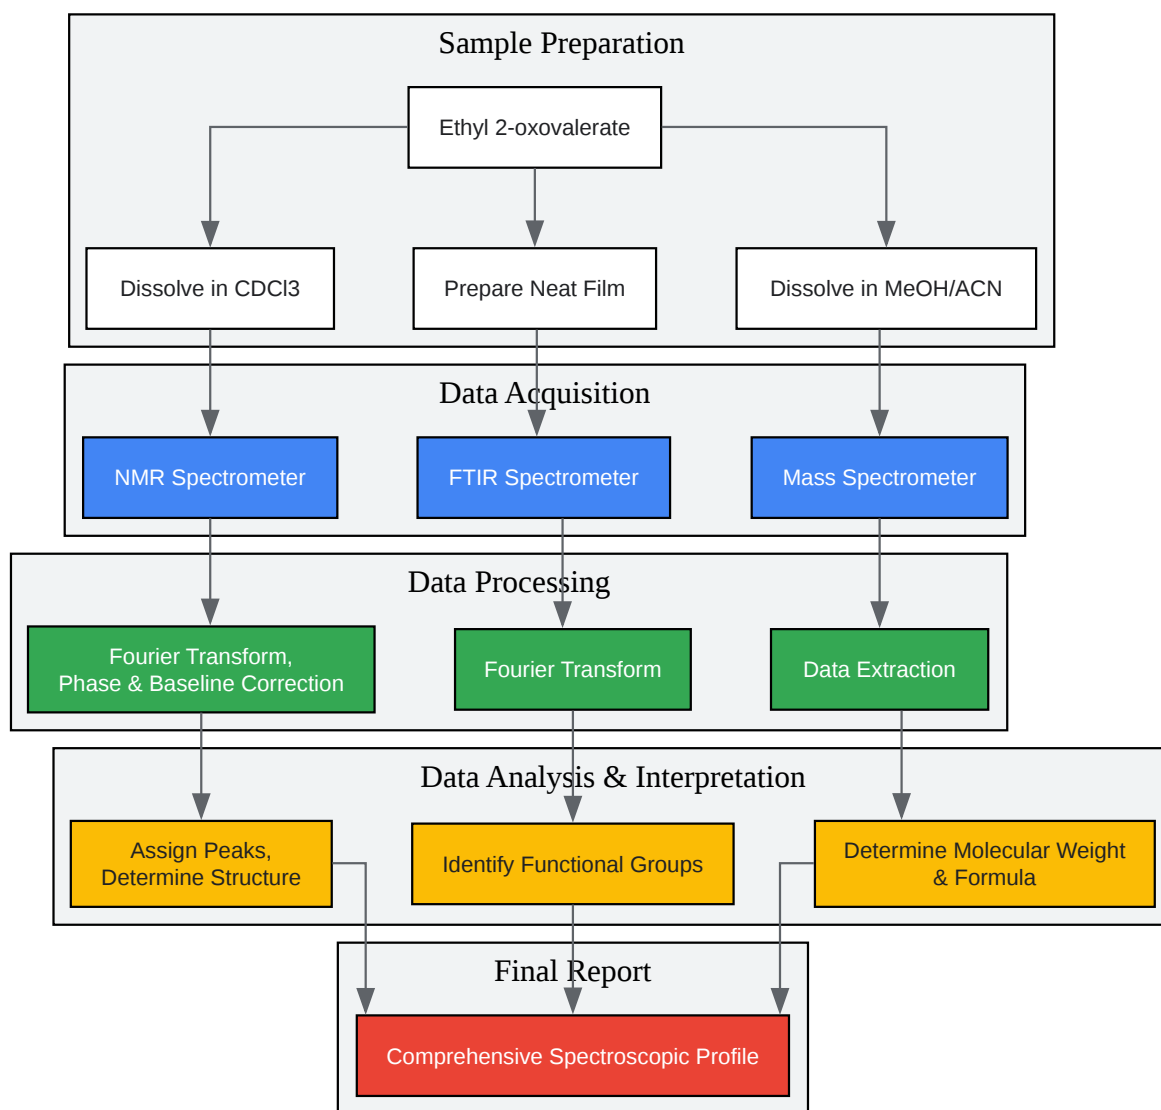 Sample Preparation
Ethyl 2-oxovalerate
Dissolve in CDCl3
Prepare Neat Film
Dissolve in MeOH/ACN
Data Acquisition
NMR Spectrometer
FTIR Spectrometer
Mass Spectrometer
Data Processing
Fourier Transform,
Phase & Baseline Correction
Fourier Transform
Data Extraction
Data Analysis & Interpretation
Assign Peaks,
Determine Structure
Identify Functional Groups
Determine Molecular Weight
& Formula
Final Report
Comprehensive Spectroscopic Profile